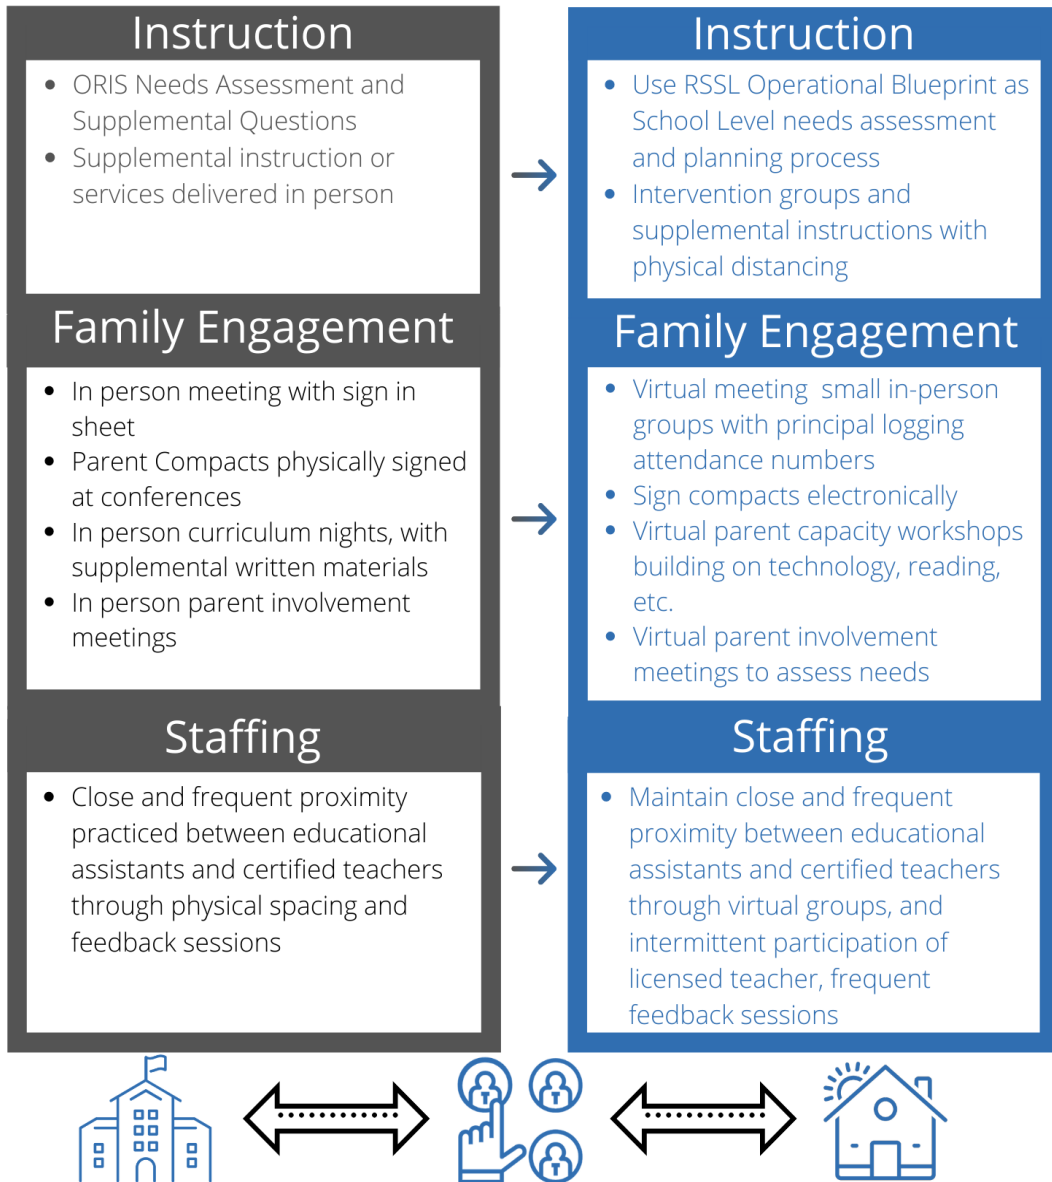 Instruction
• ORIS Needs Assessment and
Supplemental Questions
• Supplemental instruction or
services delivered in person
Family Engagement
• In person meeting with sign in
sheet
• Parent Compacts physically signed
at conferences
• In person curriculum nights, with
supplemental written materials
• In person parent involvement
meetings
Staffing
• Close and frequent proximity
practiced between educational
assistants and certified teachers
through physical spacing and
feedback sessions
Instruction
• Use RSSL Operational Blueprint as
School Level needs assessment
and planning process
• Intervention groups and
supplemental instructions with
physical distancing
Family Engagement
• Virtual meeting  small in-person
groups with principal logging
attendance numbers
• Sign compacts electronically
• Virtual parent capacity workshops
building on technology, reading,
etc.
• Virtual parent involvement
meetings to assess needs
Staffing
• Maintain close and frequent
proximity between educational
assistants and certified teachers
through virtual groups, and
intermittent participation of
licensed teacher, frequent
feedback sessions